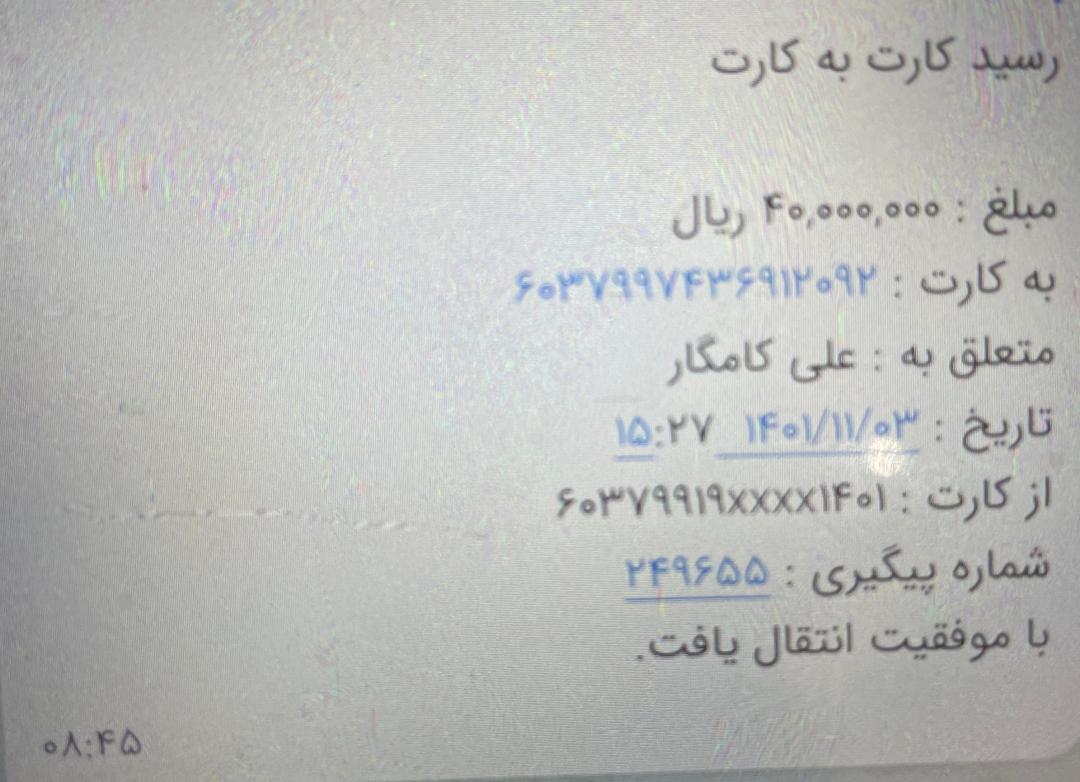 رسید کارت به کارت
مبلغ : ۴۰,۰۰۰,۰۰۰ ریال
به کارت : ۶۰۳۷۹۹۷۴۳۶۹۱۲۰۹۲
متعلق به : علی کامگار
تاریخ : ۱۴۰۱/۱۱/۰۳ ۱۵:۲۷
از کارت : ۶۰۳۷۹۹۱۹xxxx۱۴۰۱
شماره پیگیری : ۲۴۹۶۵۵
با موفقیت انتقال یافت.
۰۸:۴۵